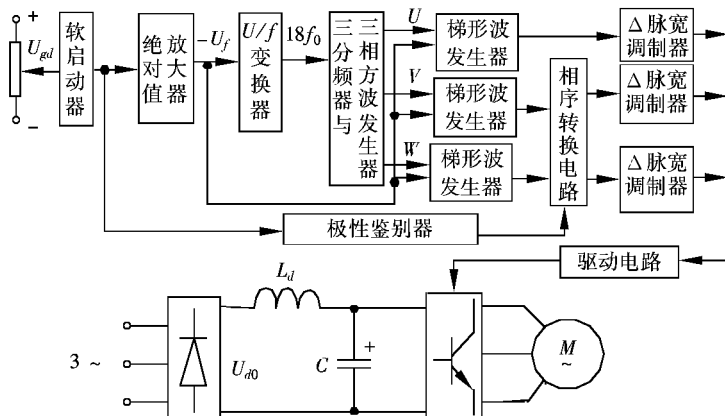 +
U_gd
−
软启动器
绝对值
放大器
−U_f
U/f
变换器
18f_0
三分频器与
三相方波发生器
U
V
W
梯形波
发生器
梯形波
发生器
梯形波
发生器
相序转换电路
Δ脉宽
调制器
Δ脉宽
调制器
Δ脉宽
调制器
极性鉴别器
驱动电路
3 ~
U_d0
L_d
C
+
M
~